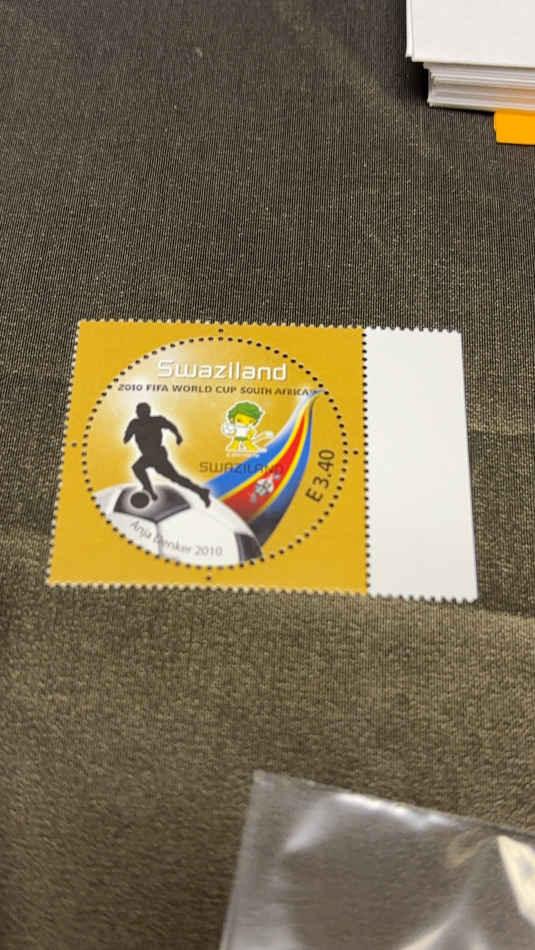 Swaziland
2010 FIFA WORLD CUP SOUTH AFRICA
SWAZILAND
E3.40
Anja Denker 2010